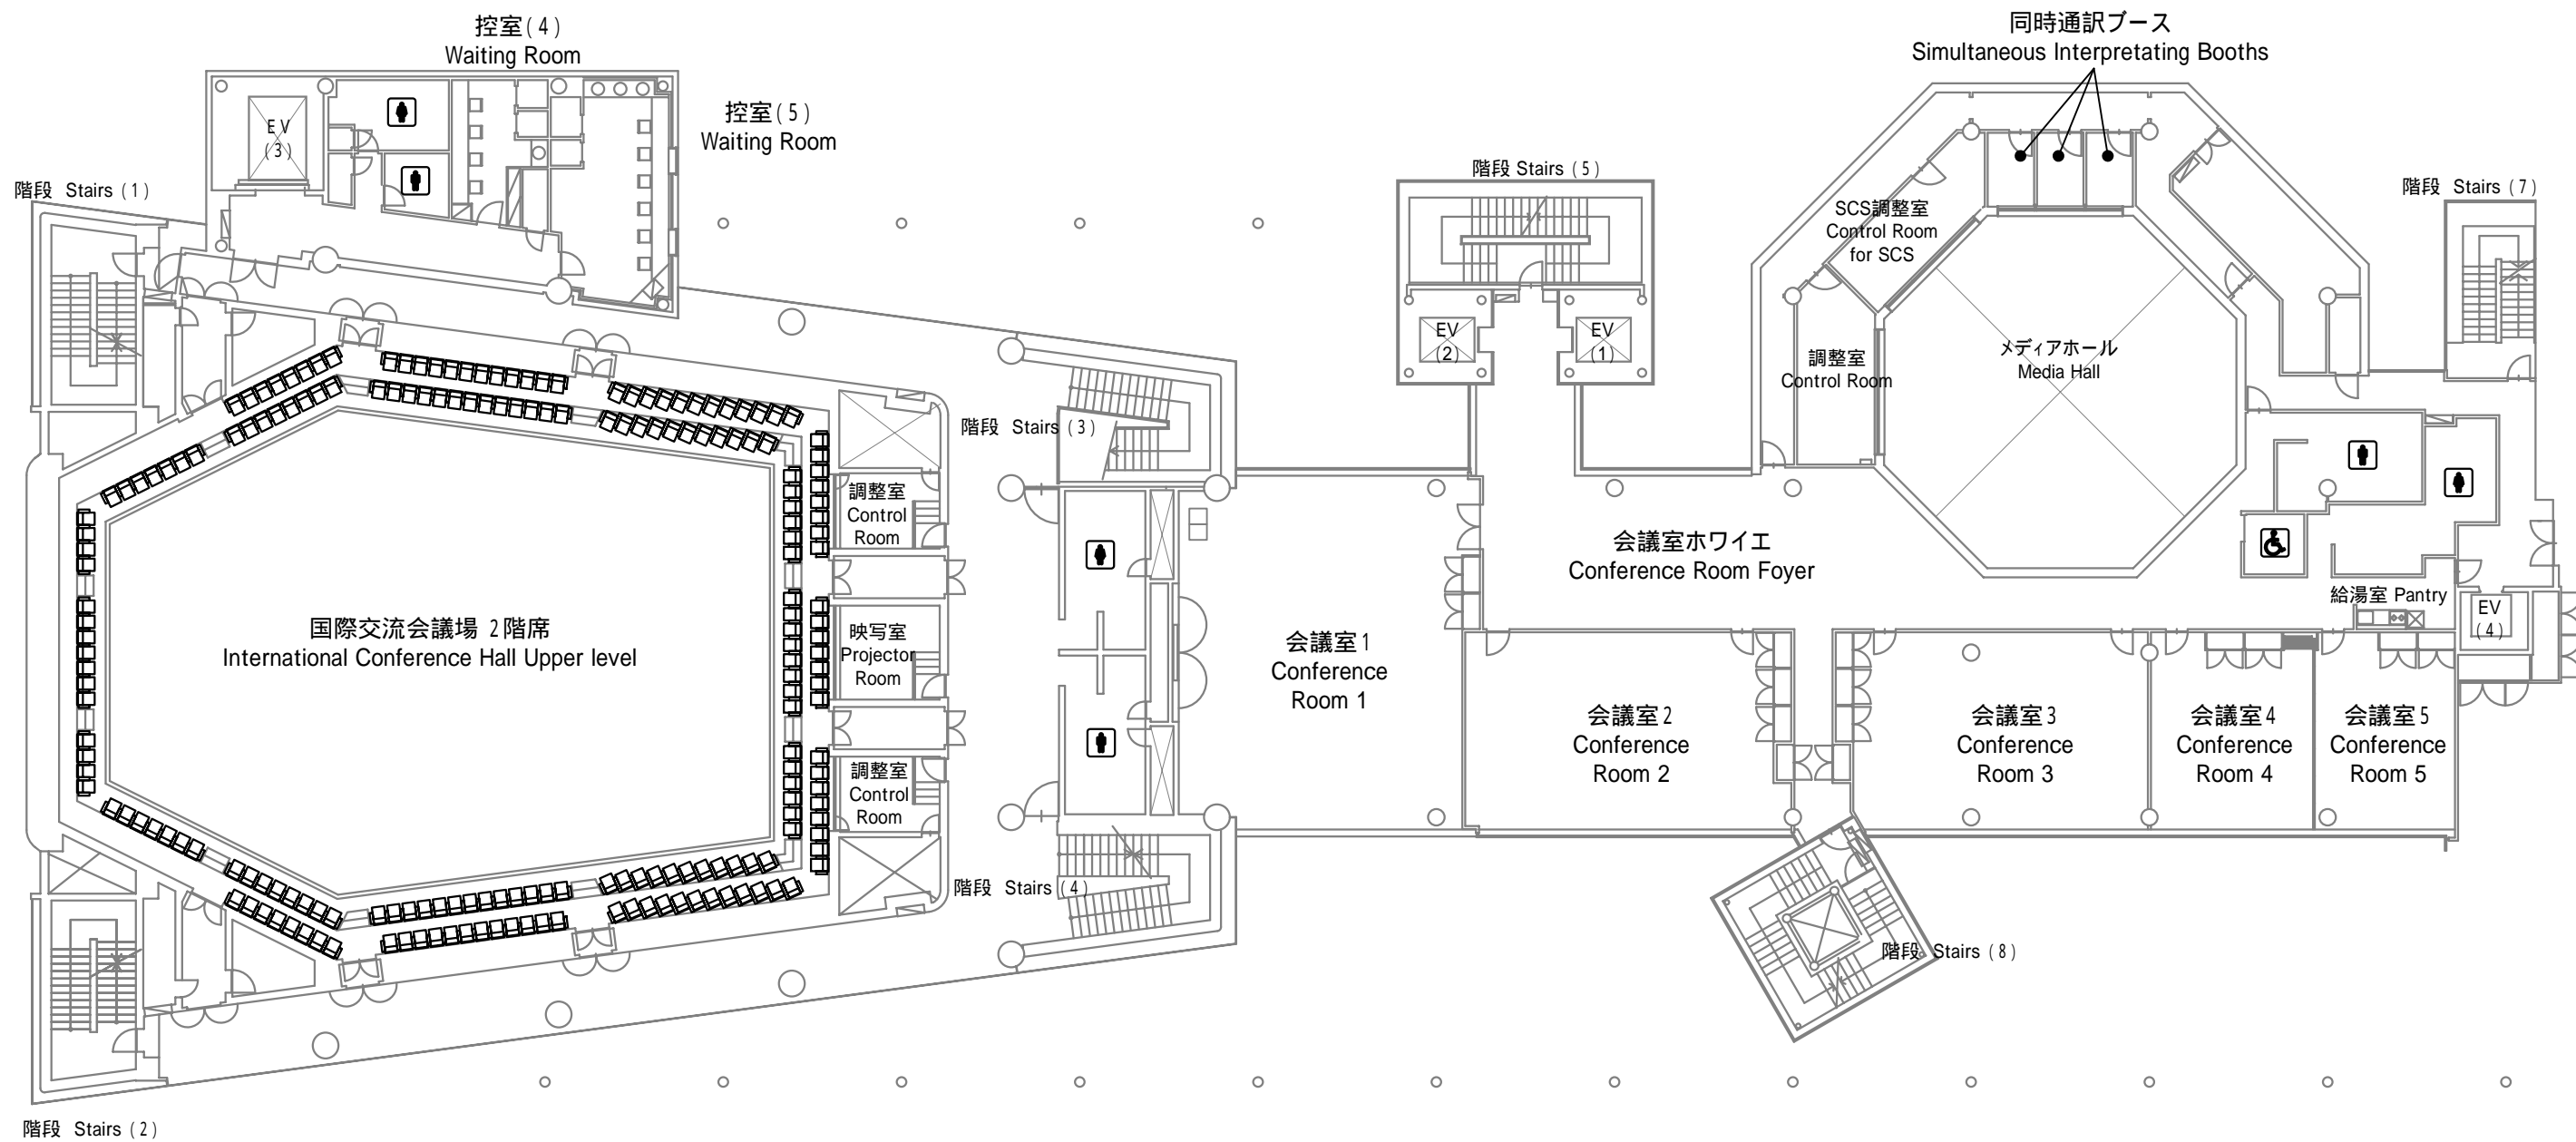 控室(4)
Waiting Room
控室(5)
Waiting Room
同時通訳ブース
Simultaneous Interpretating Booths
EV
(3)
階段 Stairs (1)
階段 Stairs (5)
階段 Stairs (7)
SCS調整室
Control Room
for SCS
EV
(2)
EV
(1)
調整室
Control Room
メディアホール
Media Hall
階段 Stairs (3)
調整室
Control
Room
会議室ホワイエ
Conference Room Foyer
給湯室 Pantry
EV
(4)
国際交流会議場 2階席
International Conference Hall Upper level
映写室
Projector
Room
会議室1
Conference
Room 1
会議室2
Conference
Room 2
会議室3
Conference
Room 3
会議室4
Conference
Room 4
会議室5
Conference
Room 5
調整室
Control
Room
階段 Stairs (4)
階段 Stairs (8)
階段 Stairs (2)